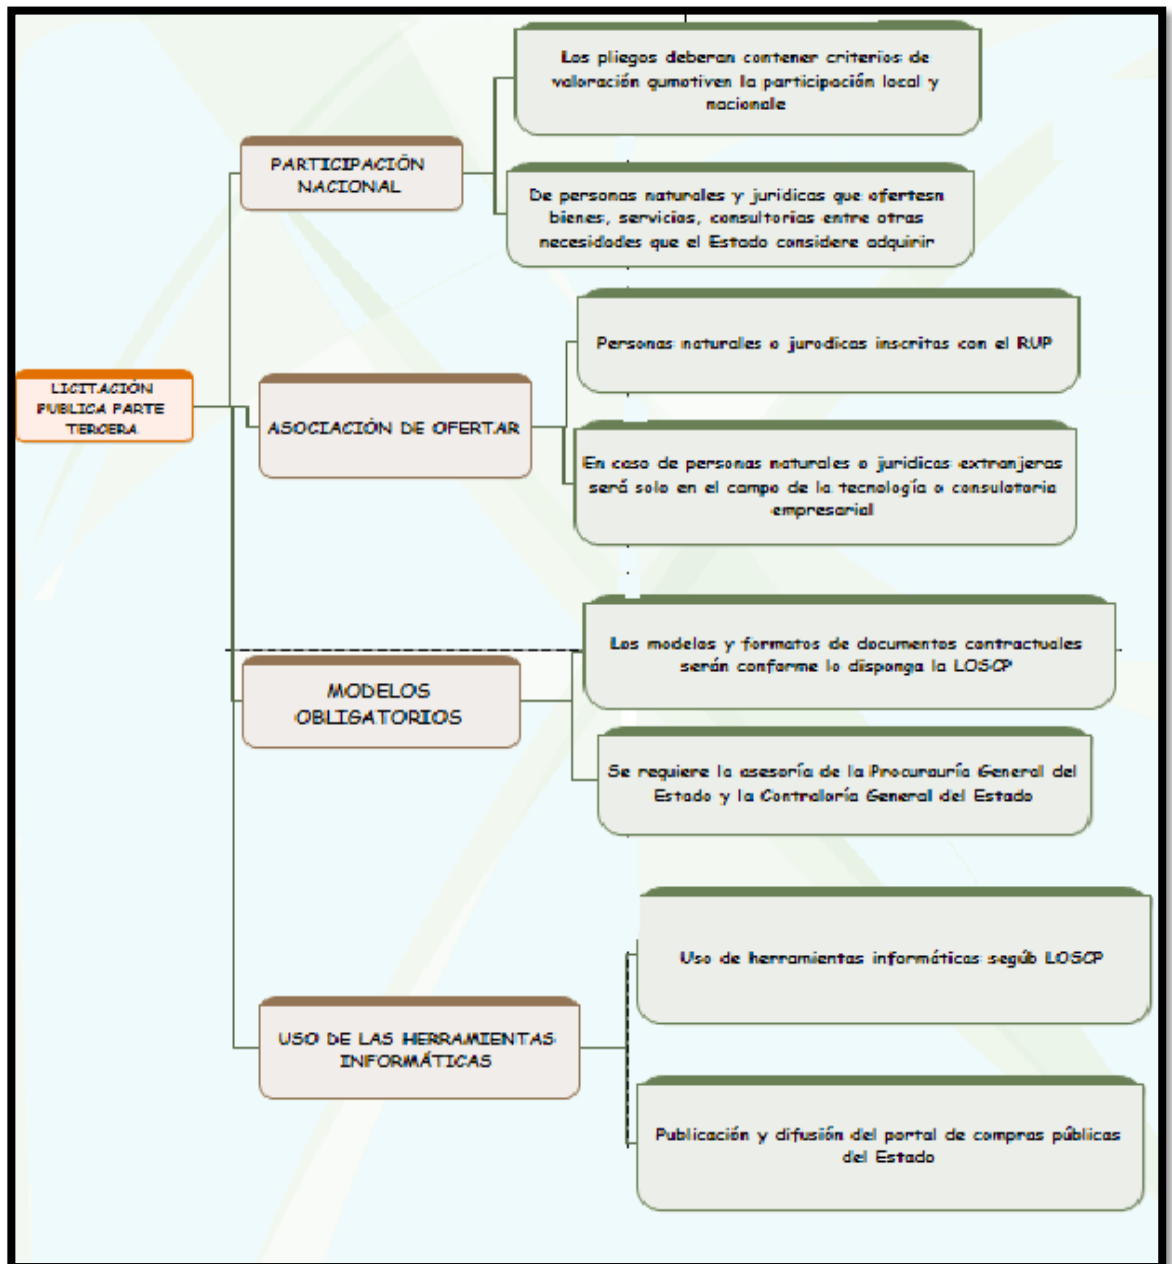 Los pliegos deberan contener criterios de
valoración qumotiven la participación local y
nacionale
PARTICIPACIÓN
NACIONAL
De personas naturales y juridicas que ofertesn
bienes, servicios, consultorias entre otras
necesidades que el Estado considere adquirir
Personas naturales o jurodicas inscritas con el RUP
LICITACIÓN
PUBLICA PARTE
TERCERA
ASOCIACIÓN DE OFERTAR
En caso de personas naturales o juridicas extranjeras
será solo en el campo de la tecnología o consulotoria
empresarial
Los modelos y formatos de documentos contractuales
serán conforme lo disponga la LOSCP
MODELOS
OBLIGATORIOS
Se requiere la asesoría de la Procurauría General del
Estado y la Contraloría General del Estado
Uso de herramientas informáticas segúb LOSCP
USO DE LAS HERRAMIENTAS
INFORMÁTICAS
Publicación y difusión del portal de compras públicas
del Estado